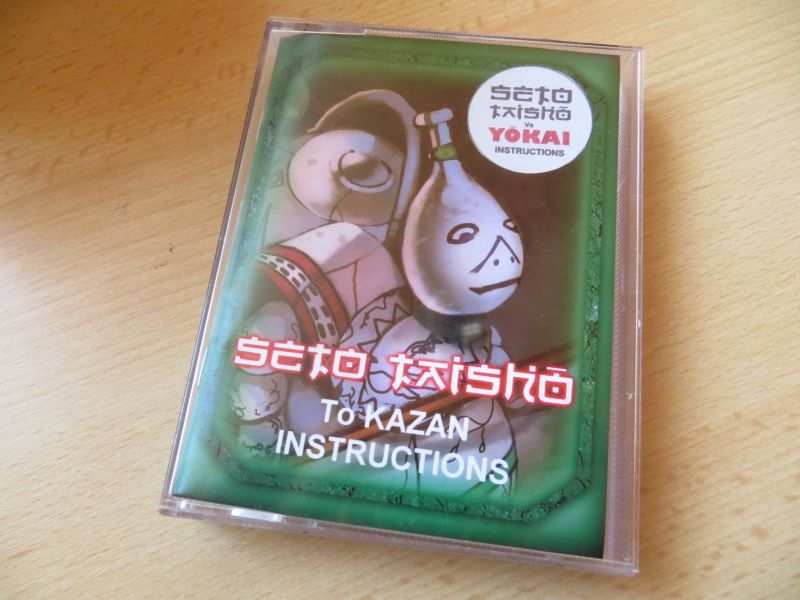 SETO
TAISHŌ
Vs
YŌKAI
INSTRUCTIONS
SETO TAISHŌ
To KAZAN
INSTRUCTIONS